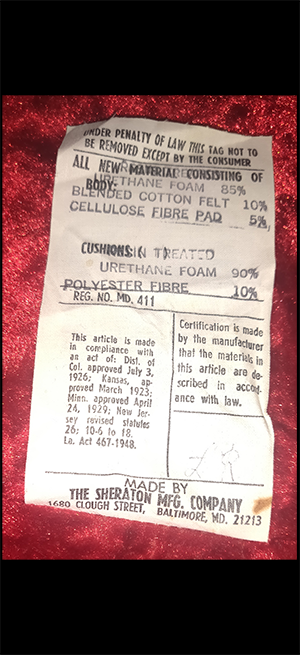 UNDER PENALTY OF LAW THIS TAG NOT TO
BE REMOVED EXCEPT BY THE CONSUMER
ALL NEW MATERIAL CONSISTING OF
BODY: URETHANE FOAM 85%
BLENDED COTTON FELT 10%
CELLULOSE FIBRE PAD 5%
CUSHIONS: TREATED
URETHANE FOAM 90%
POLYESTER FIBRE 10%
REG. NO. MD. 411
This article is made
in compliance with
an act of: Dist. of
Col. approved July 3,
1926; Kansas, ap-
proved March 1923;
Minn. approved April
24, 1929; New Jer-
sey revised statutes
26; 10-6 to 18.
La. Act 467-1948.
Certification is made
by the manufacturer
that the materials in
this article are de-
scribed in accord-
ance with law.
MADE BY
THE SHERATON MFG. COMPANY
1680 CLOUGH STREET, BALTIMORE, MD. 21213